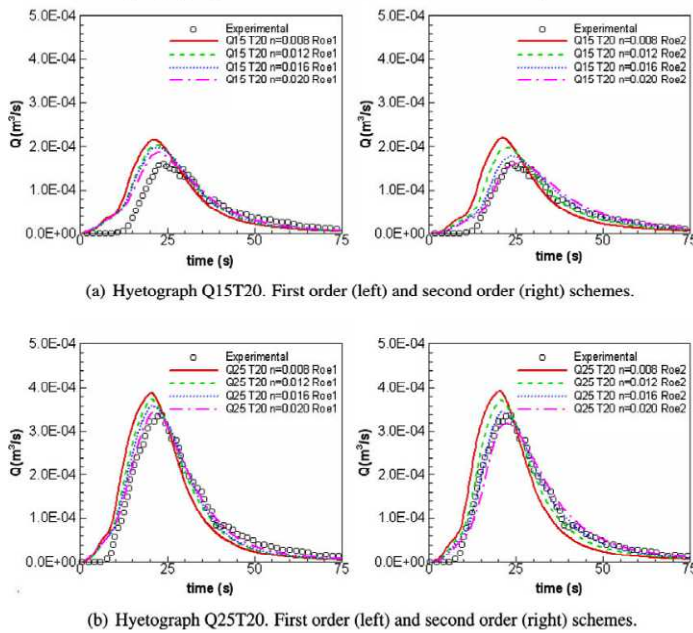 5.0E-04
4.0E-04
3.0E-04
2.0E-04
1.0E-04
0.0E+00
Q(m³/s)
Experimental
Q15 T20 n=0.008 Roe1
Q15 T20 n=0.012 Roe1
Q15 T20 n=0.016 Roe1
Q15 T20 n=0.020 Roe1
0 25 50 75
time (s)
5.0E-04
4.0E-04
3.0E-04
2.0E-04
1.0E-04
0.0E+00
Q(m³/s)
Experimental
Q15 T20 n=0.008 Roe2
Q15 T20 n=0.012 Roe2
Q15 T20 n=0.016 Roe2
Q15 T20 n=0.020 Roe2
0 25 50 75
time (s)
(a) Hyetograph Q15T20. First order (left) and second order (right) schemes.
5.0E-04
4.0E-04
3.0E-04
2.0E-04
1.0E-04
0.0E+00
Q(m³/s)
Experimental
Q25 T20 n=0.008 Roe1
Q25 T20 n=0.012 Roe1
Q25 T20 n=0.016 Roe1
Q25 T20 n=0.020 Roe1
0 25 50 75
time (s)
5.0E-04
4.0E-04
3.0E-04
2.0E-04
1.0E-04
0.0E+00
Q(m³/s)
Experimental
Q25 T20 n=0.008 Roe2
Q25 T20 n=0.012 Roe2
Q25 T20 n=0.016 Roe2
Q25 T20 n=0.020 Roe2
0 25 50 75
time (s)
(b) Hyetograph Q25T20. First order (left) and second order (right) schemes.